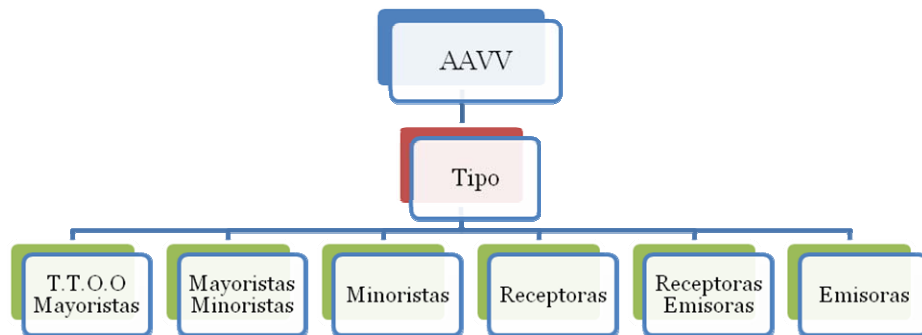 AAVV
Tipo
T.T.O.O
Mayoristas
Mayoristas
Minoristas
Minoristas
Receptoras
Receptoras
Emisoras
Emisoras